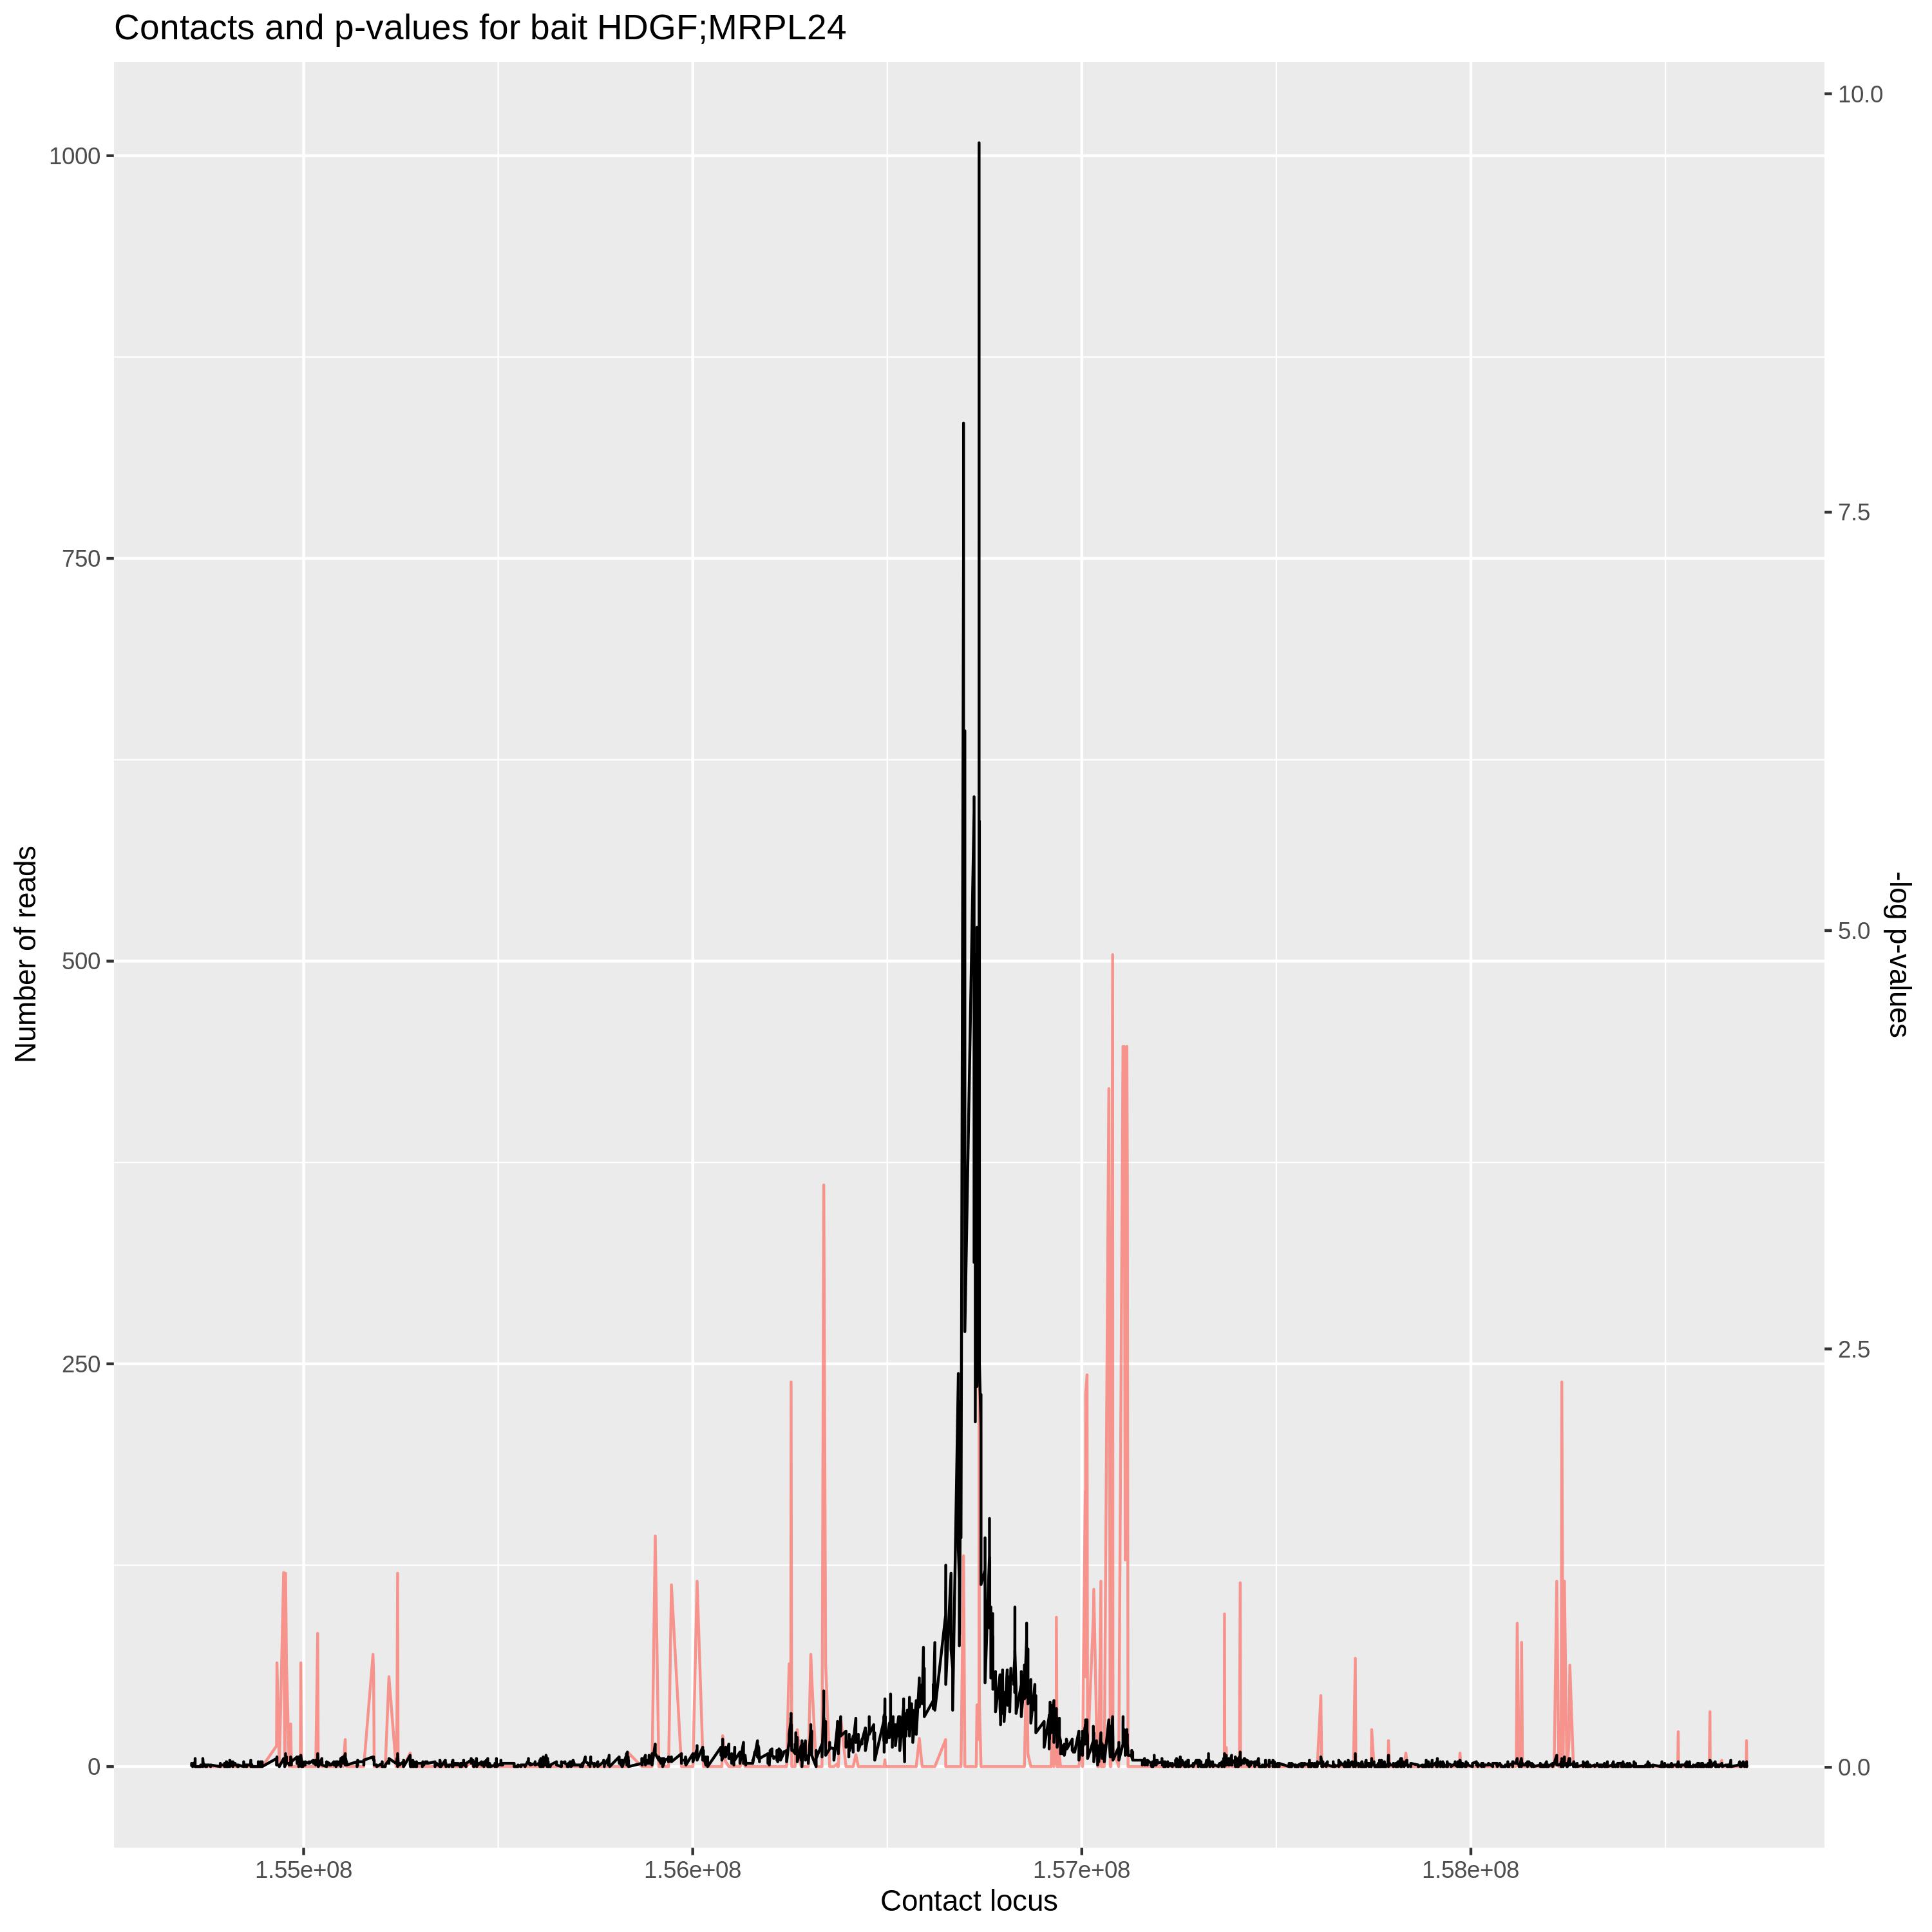 Contacts and p-values for bait HDGF;MRPL24
10.0
1000
7.5
750
Number of reads
-log p-values
5.0
500
2.5
250
0
0.0
1.55e+08 1.56e+08 1.57e+08 1.58e+08
Contact locus